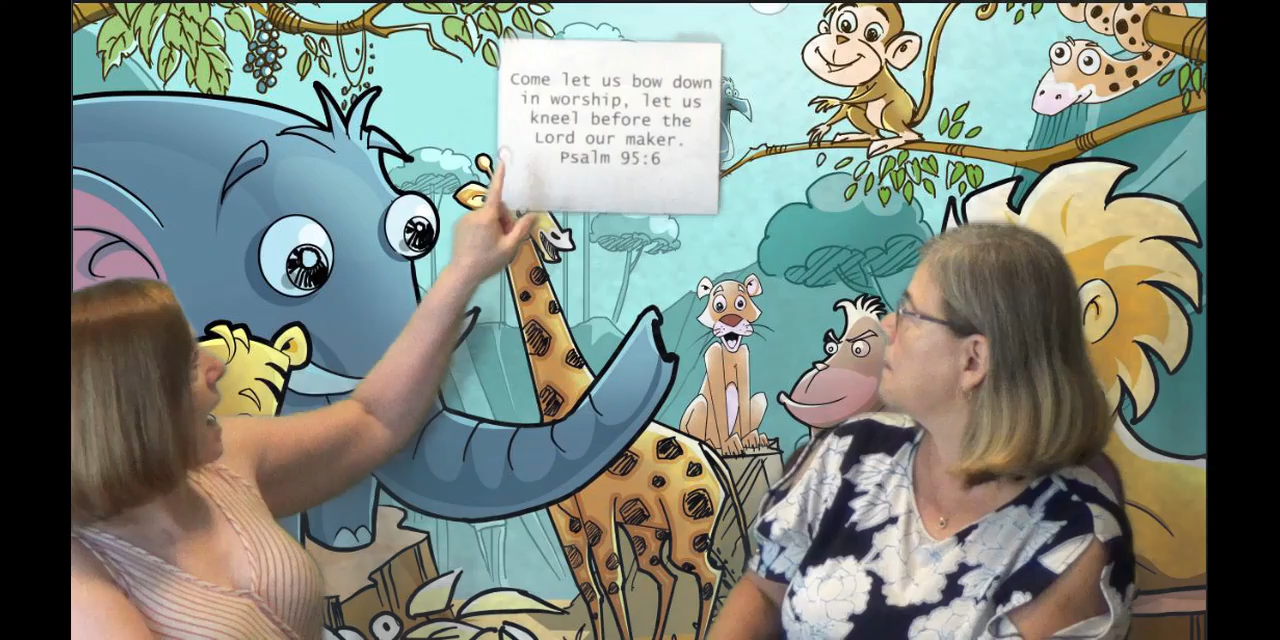 Come let us bow down
in worship, let us
kneel before the
Lord our maker.
Psalm 95:6